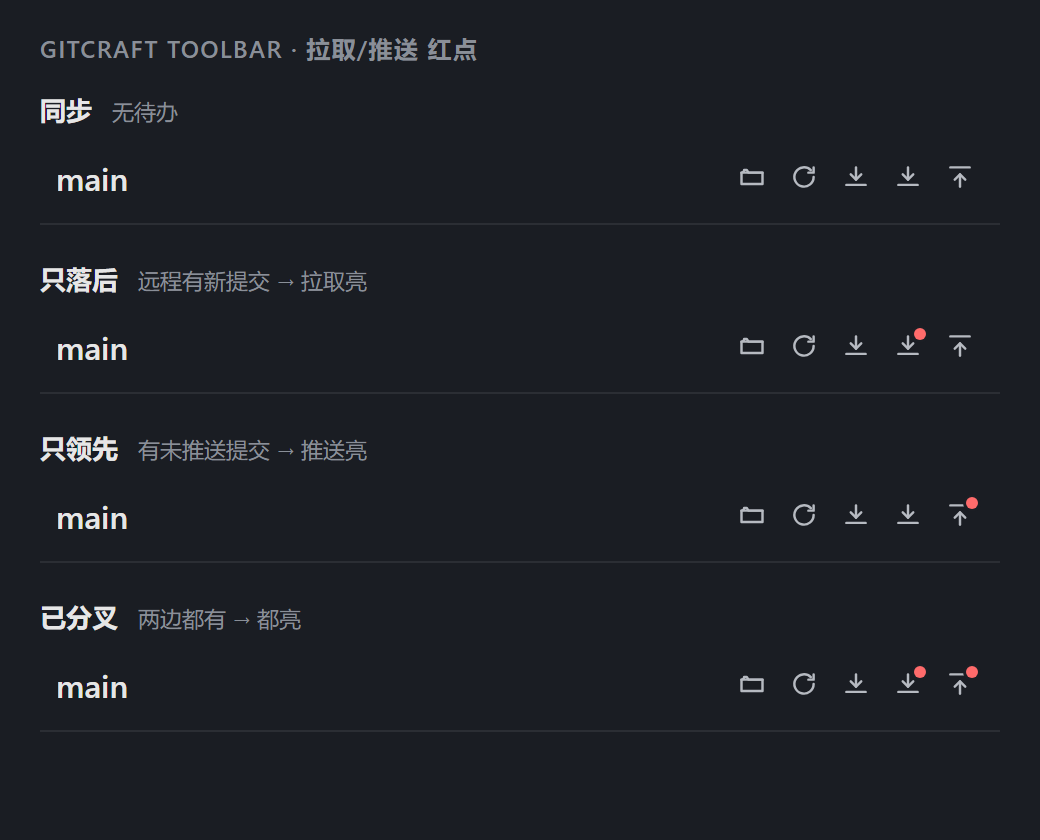 GITCRAFT TOOLBAR · 拉取/推送 红点
同步 无待办
main
只落后 远程有新提交 → 拉取亮
main
只领先 有未推送提交 → 推送亮
main
已分叉 两边都有 → 都亮
main